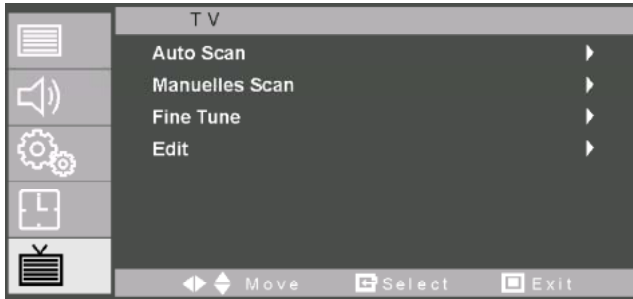 TV
Auto Scan
Manuelles Scan
Fine Tune
Edit
Move Select Exit